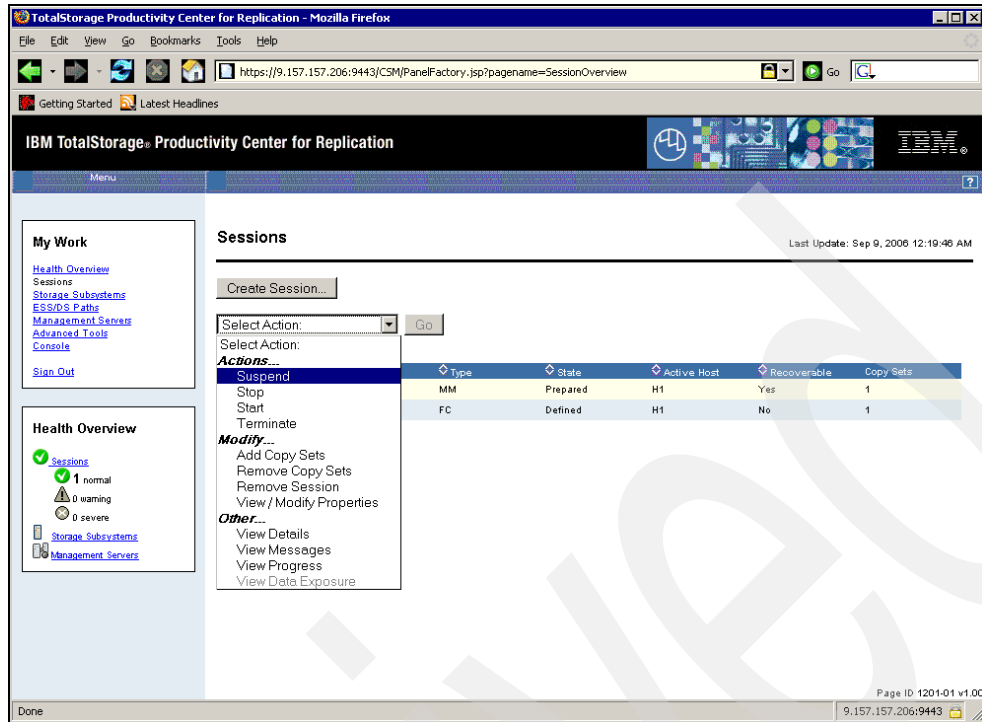 TotalStorage Productivity Center for Replication - Mozilla Firefox
File Edit View Go Bookmarks Tools Help
https://9.157.157.206:9443/CSM/PanelFactory.jsp?pagename=SessionOverview
Go
Getting Started Latest Headlines
IBM TotalStorage® Productivity Center for Replication
IBM®
Menu
?
My Work
Health Overview
Sessions
Storage Subsystems
ESS/DS Paths
Management Servers
Advanced Tools
Console
Sign Out
Health Overview
Sessions
1 normal
0 warning
0 severe
Storage Subsystems
Management Servers
Sessions
Last Update: Sep 9, 2006 12:19:46 AM
Create Session...
Select Action: Go
Select Action:
Actions...
Suspend
Stop
Start
Terminate
Modify...
Add Copy Sets
Remove Copy Sets
Remove Session
View / Modify Properties
Other...
View Details
View Messages
View Progress
View Data Exposure
Type State Active Host Recoverable Copy Sets
MM Prepared H1 Yes 1
FC Defined H1 No 1
Page ID 1201-01 v1.00
Done
9.157.157.206:9443